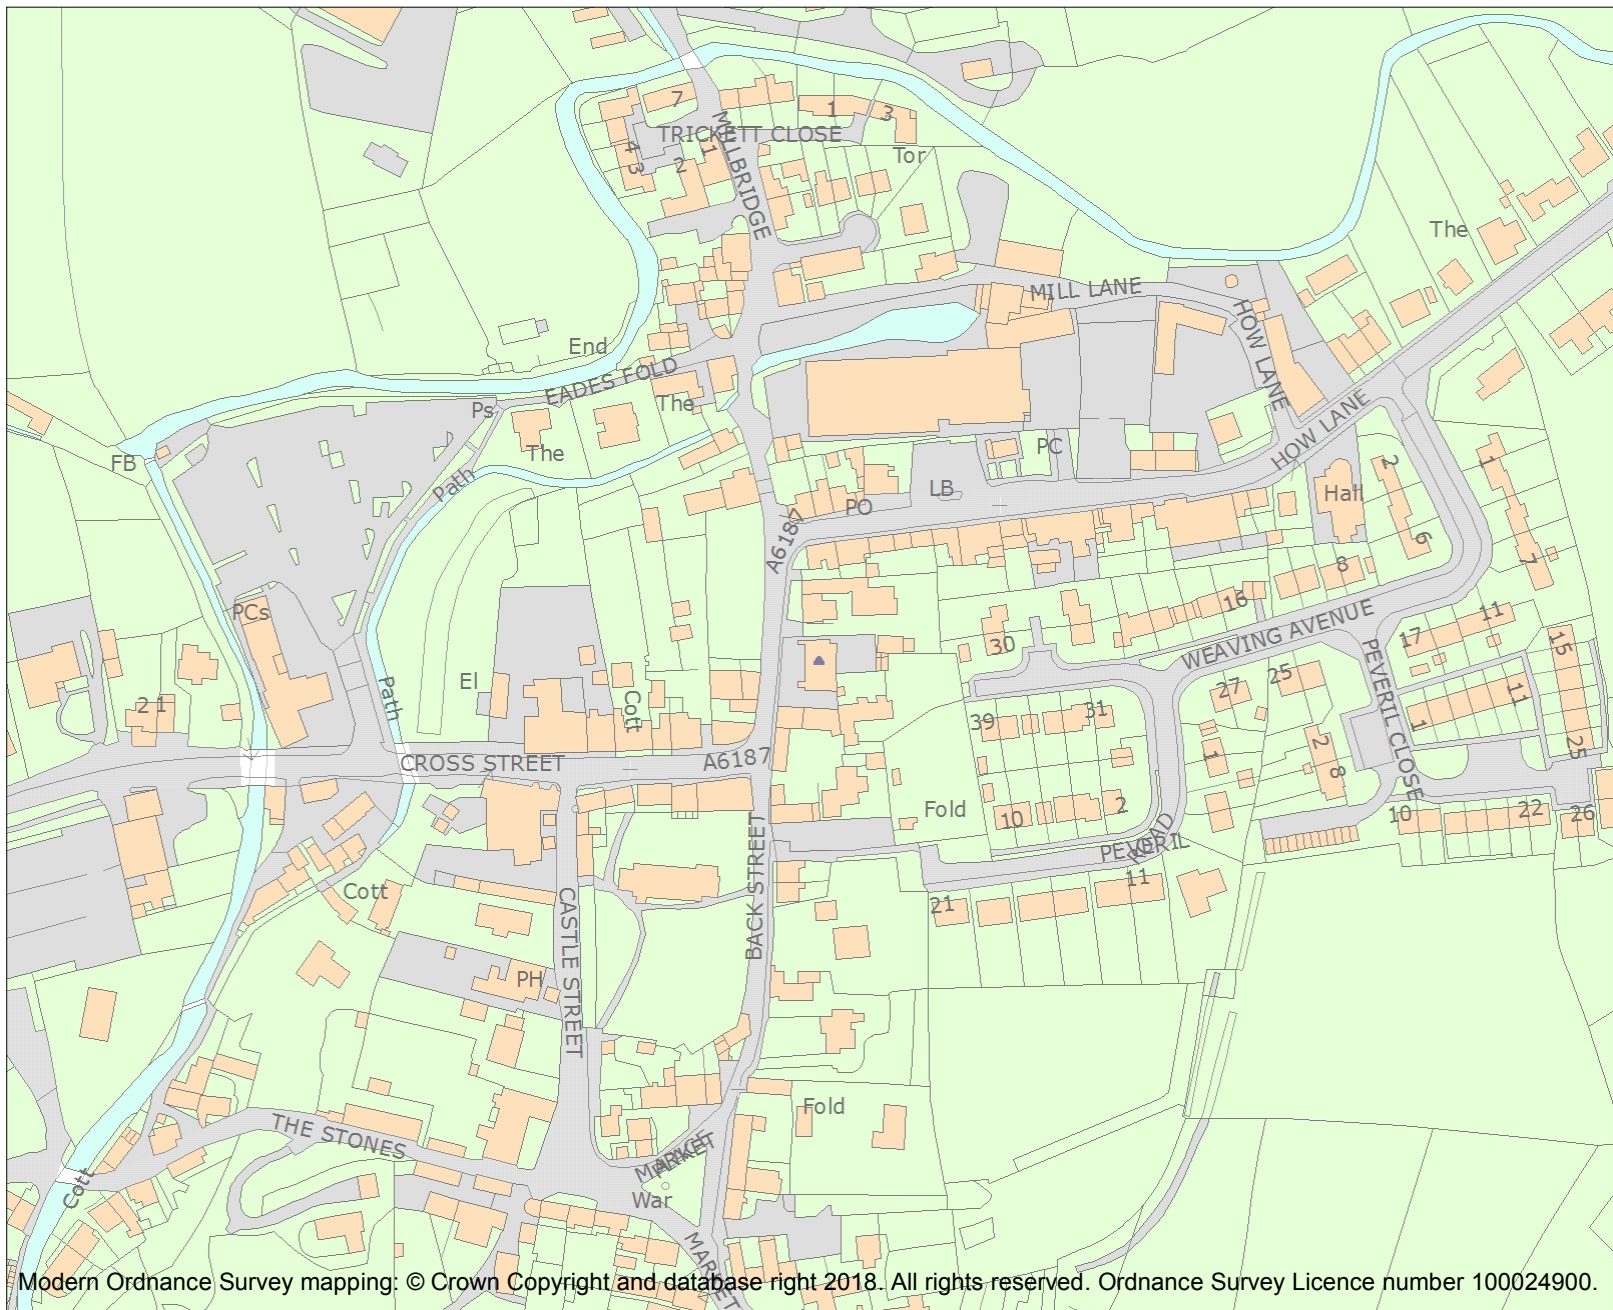 7
1
3
TRICKETT CLOSE
MILLBRIDGE
4
3
2
1
Tor
The
MILL LANE
HOW LANE
End
EADES FOLD
The
Ps
The
HOW LANE
FB
Path
PC
LB
PO
Hall
2
1
A6187
6
7
8
16
PCs
WEAVING AVENUE
11
17
15
30
El
25
27
PEVERIL CLOSE
11
Path
2 1
Cott
39
31
1
1
2
8
25
CROSS STREET
A6187
Fold
10
2
10
22
26
BACK STREET
PEVERIL
ROAD
11
21
Cott
CASTLE STREET
PH
Fold
THE STONES
MARKET
PLACE
War
Cott
MARKET
Modern Ordnance Survey mapping: © Crown Copyright and database right 2018. All rights reserved. Ordnance Survey Licence number 100024900.